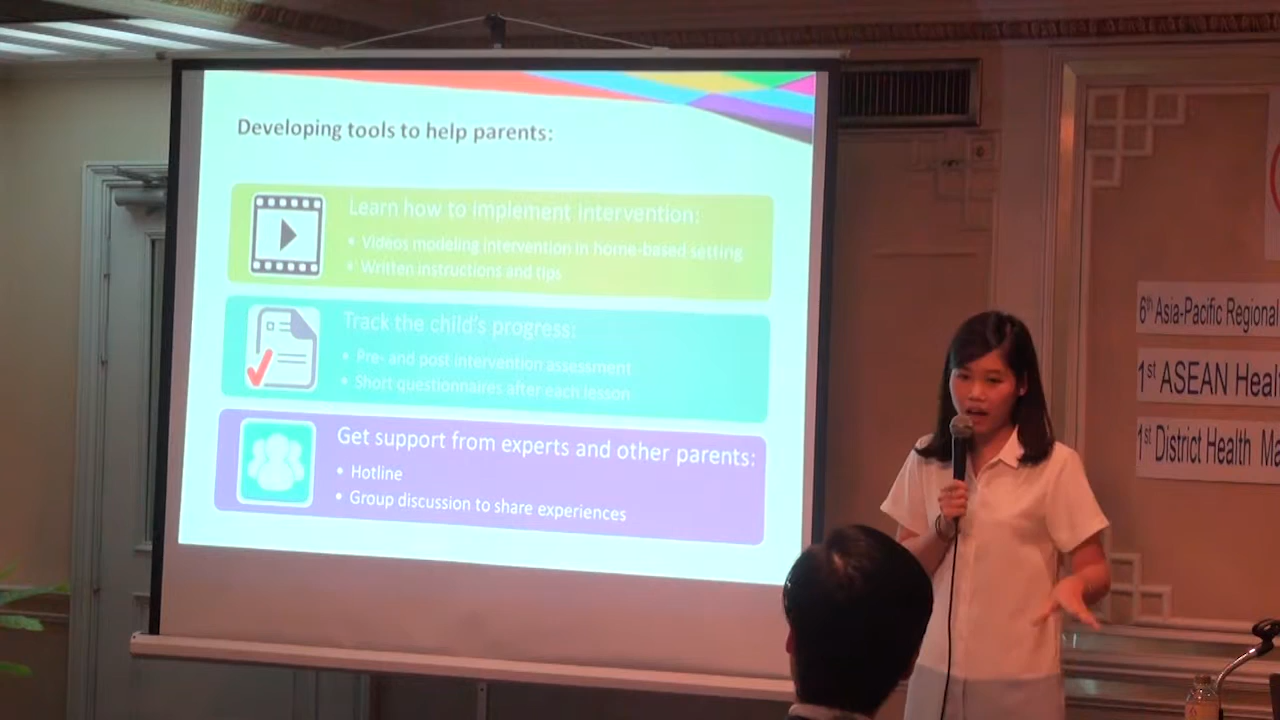 Developing tools to help parents:
Learn how to implement intervention:
• Videos modeling intervention in home-based setting
• Written instructions and tips
Track the child's progress:
• Pre- and post intervention assessment
• Short questionnaires after each lesson
Get support from experts and other parents:
• Hotline
• Group discussion to share experiences
6th Asia-Pacific Regional
1st ASEAN
1st District Health